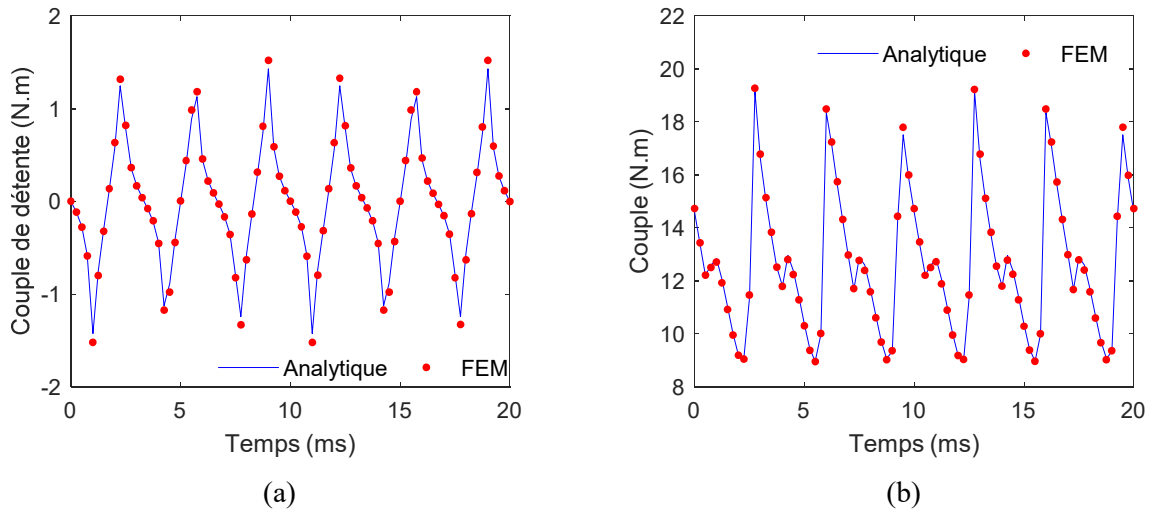 2
1
0
-1
-2
Couple de détente (N.m)
Analytique FEM
0 5 10 15 20
Temps (ms)
(a)
22
20
18
16
14
12
10
8
Couple (N.m)
Analytique FEM
0 5 10 15 20
Temps (ms)
(b)